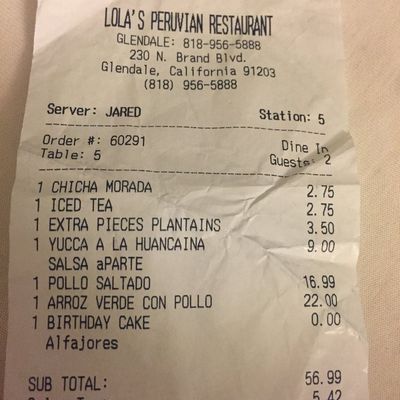 LOLA'S PERUVIAN RESTAURANT
GLENDALE: 818-956-5888
230 N. Brand Blvd.
Glendale, California 91203
(818) 956-5888
Server: JARED Station: 5
Order #: 60291 Dine In
Table: 5 Guests: 2
1 CHICHA MORADA 2.75
1 ICED TEA 2.75
1 EXTRA PIECES PLANTAINS 3.50
1 YUCCA A LA HUANCAINA 9.00
SALSA aPARTE
1 POLLO SALTADO 16.99
1 ARROZ VERDE CON POLLO 22.00
1 BIRTHDAY CAKE 0.00
Alfajores
SUB TOTAL: 56.99
5.42